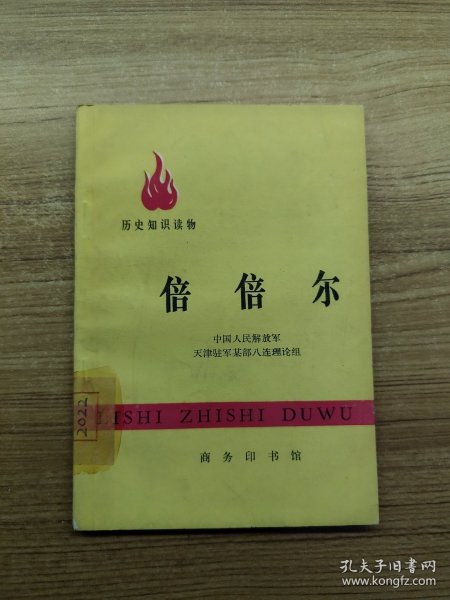 历史知识读物
倍倍尔
中国人民解放军
天津驻军某部八连理论组
LISHI ZHISHI DUWU
2022
商务印书馆
孔夫子旧书网
www.kongfz.com